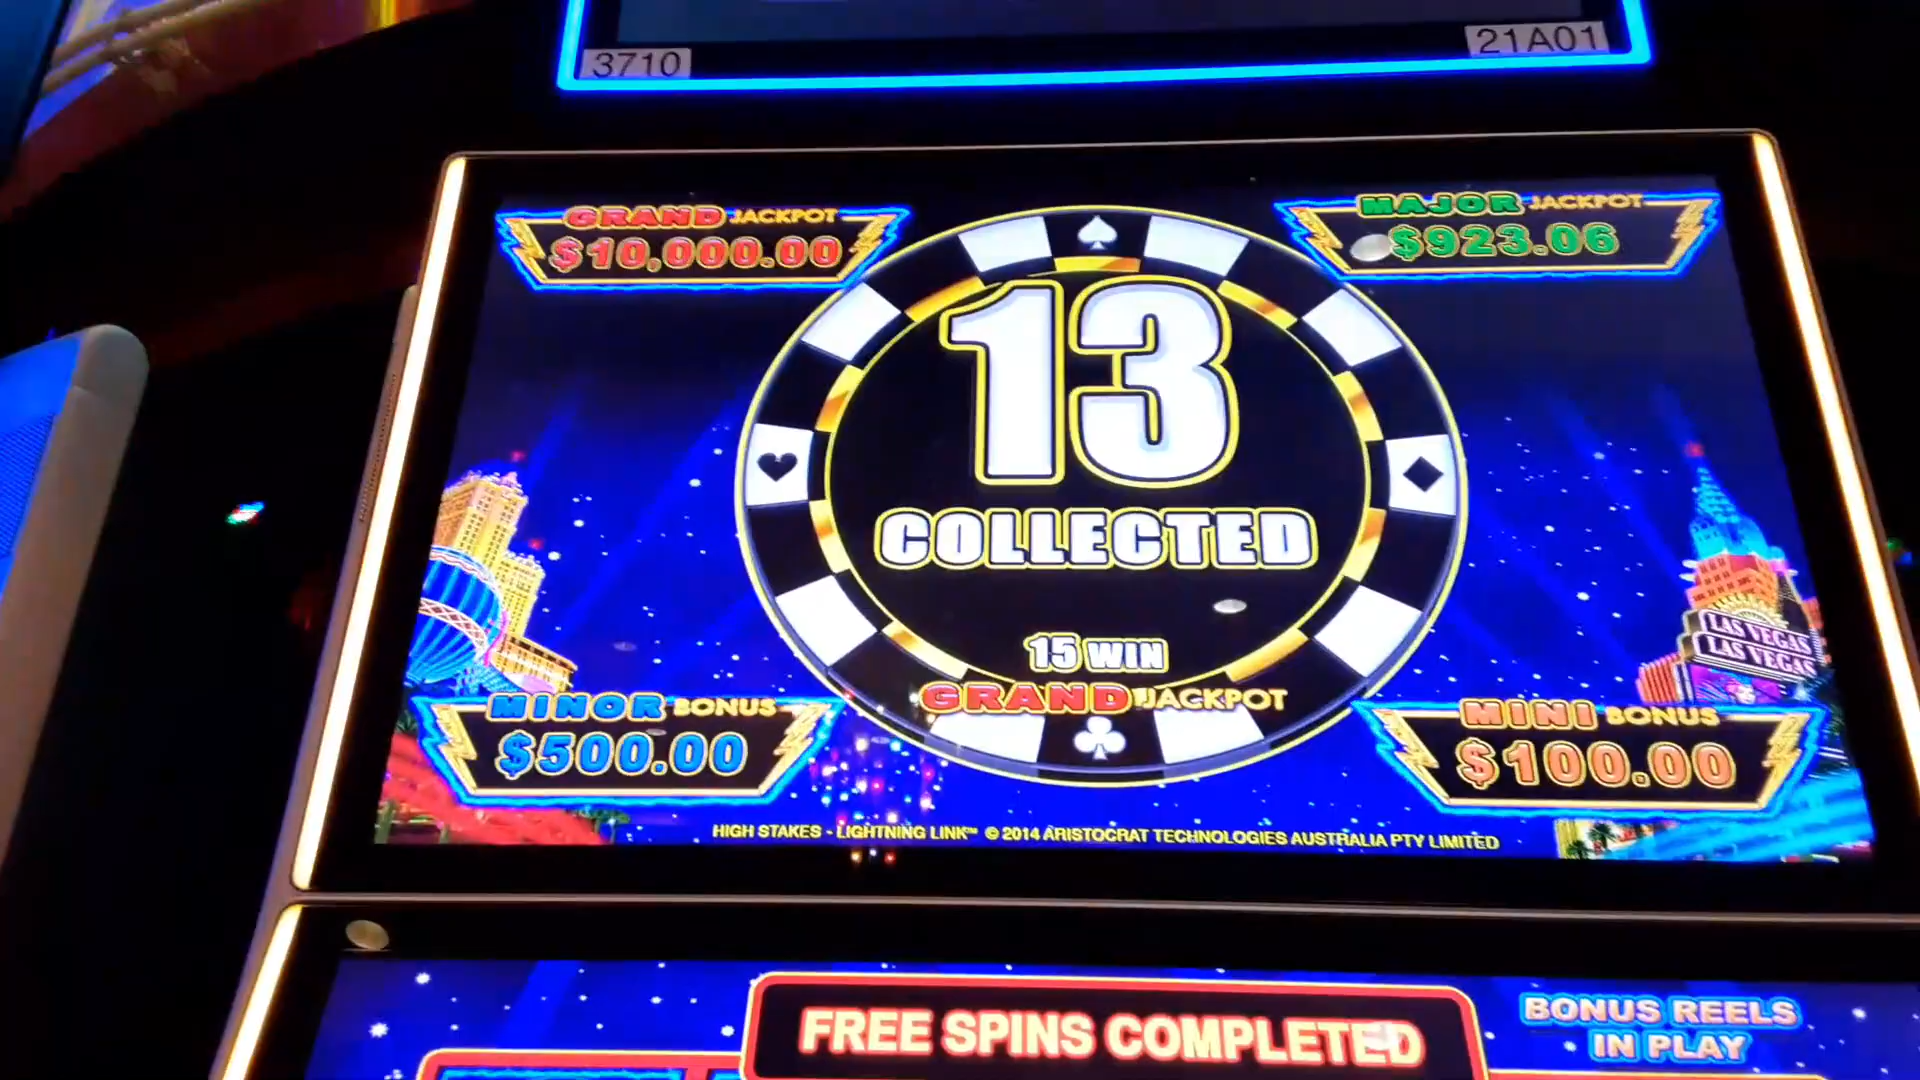 3710
21A01
GRAND JACKPOT
$10,000.00
MAJOR JACKPOT
$923.06
13
COLLECTED
15 WIN
GRAND JACKPOT
MINOR BONUS
$500.00
MINI BONUS
$100.00
LAS VEGAS
LAS VEGAS
HIGH STAKES - LIGHTNING LINK™ © 2014 ARISTOCRAT TECHNOLOGIES AUSTRALIA PTY LIMITED
FREE SPINS COMPLETED
BONUS REELS
IN PLAY